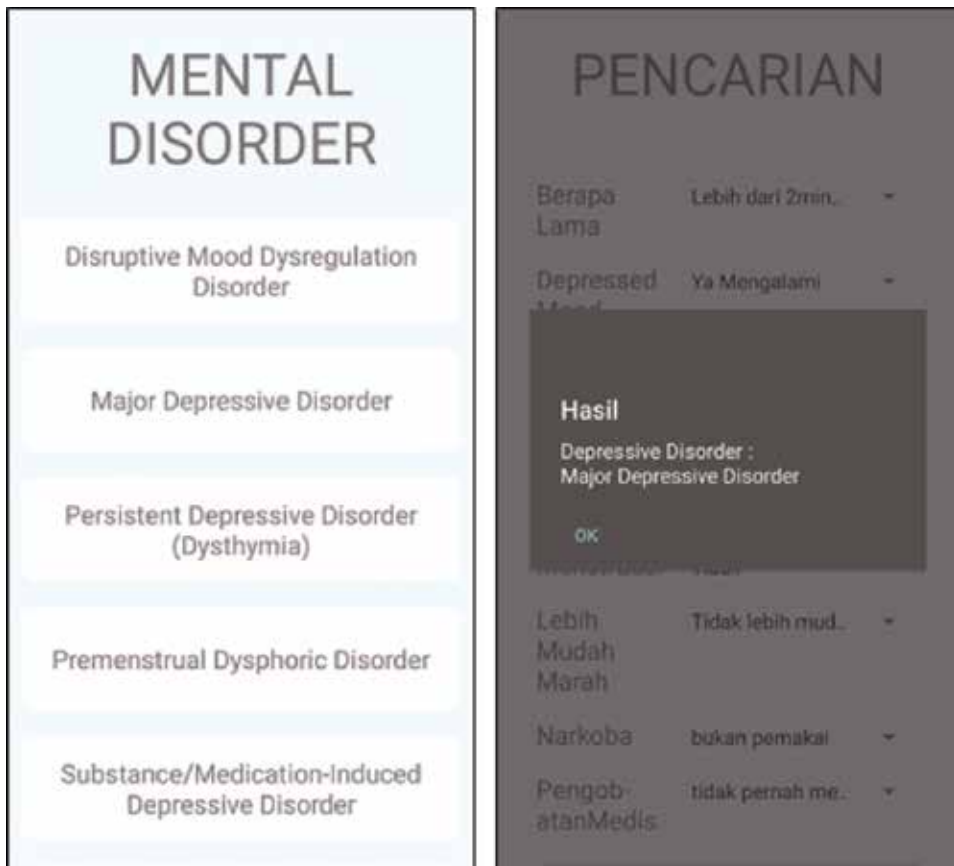 MENTAL
DISORDER
Disruptive Mood Dysregulation
Disorder
Major Depressive Disorder
Persistent Depressive Disorder
(Dysthymia)
Premenstrual Dysphoric Disorder
Substance/Medication-Induced
Depressive Disorder
PENCARIAN
Berapa Lebih dari 2min..
Lama
Depressed Ya Mengalami
Hasil
Depressive Disorder :
Major Depressive Disorder
OK
Lebih Tidak lebih mud..
Mudah
Marah
Narkoba bukan pemakai
Pengob- tidak pernah me..
atanMedis